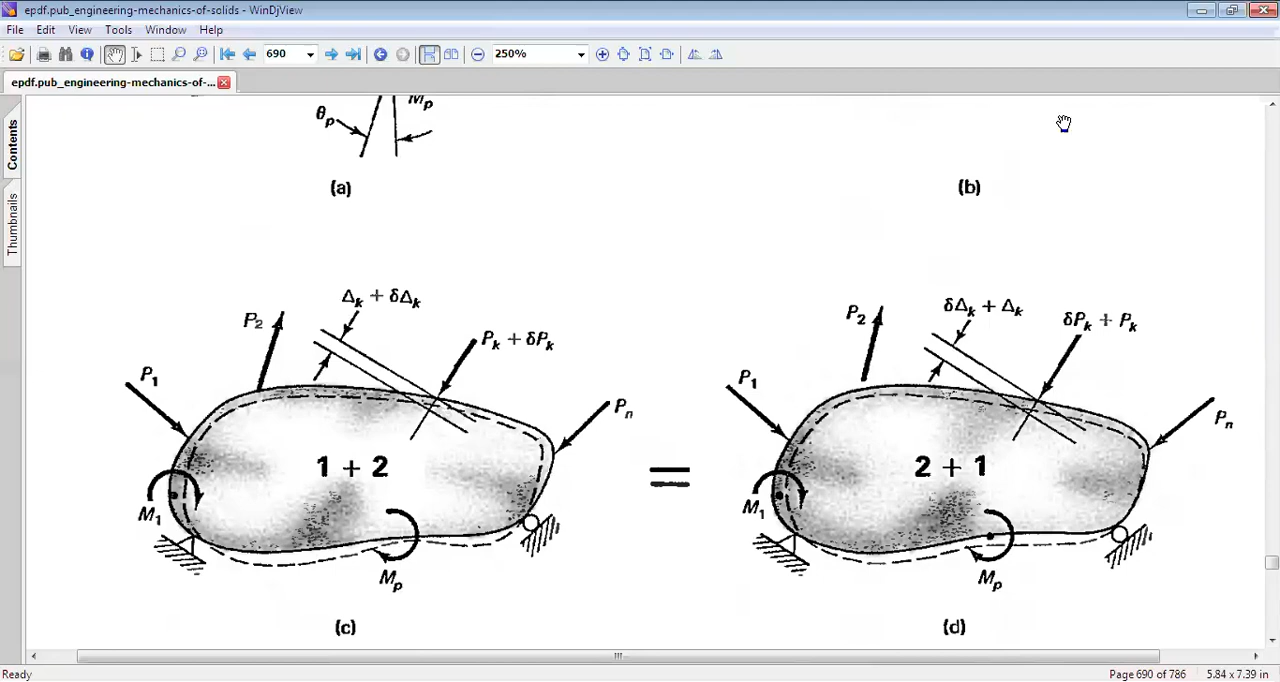 epdf.pub_engineering-mechanics-of-solids - WinDjView
File Edit View Tools Window Help
690 250%
epdf.pub_engineering-mechanics-of-...
Contents
Thumbnails
θp Mp
(a) (b)
Δk + δΔk
P2
Pk + δPk
P1
Pn
1 + 2
M1
Mp
(c)
=
δΔk + Δk
P2
δPk + Pk
P1
Pn
2 + 1
M1
Mp
(d)
Ready Page 690 of 786 5.84 x 7.39 in